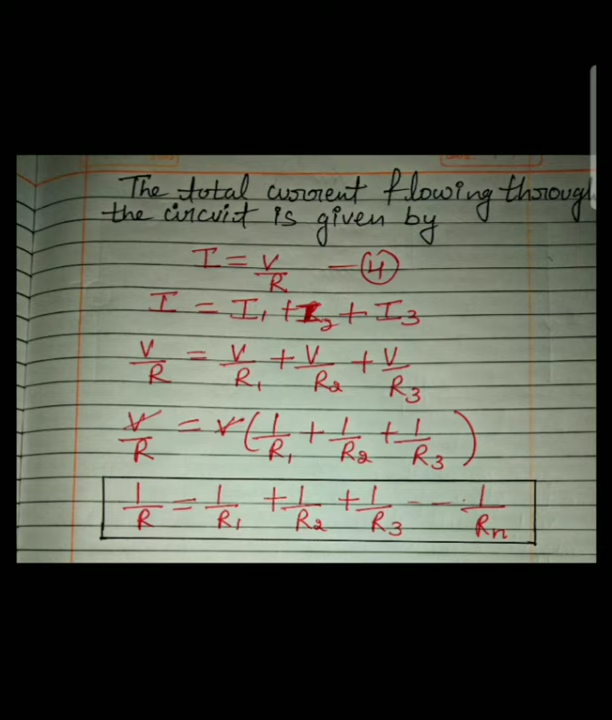 The total current flowing through
the circuit is given by
I = V/R — (4)
I = I₁ + I₂ + I₃
V/R = V/R₁ + V/R₂ + V/R₃
V/R = V(1/R₁ + 1/R₂ + 1/R₃)
1/R = 1/R₁ + 1/R₂ + 1/R₃ - - - 1/Rn